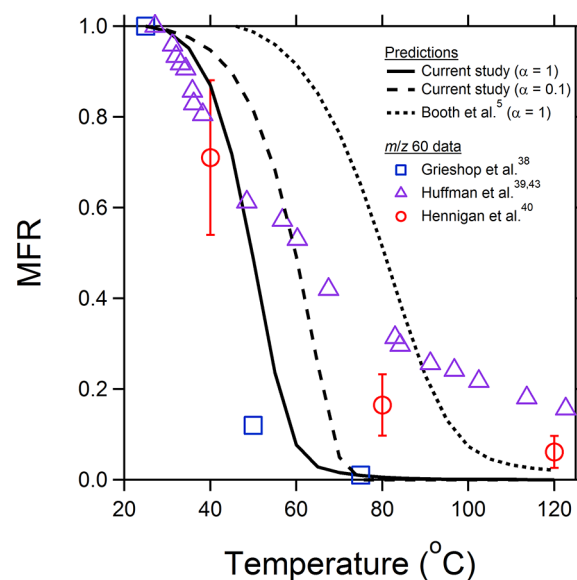 1.0
0.8
0.6
0.4
0.2
0.0
MFR
20 40 60 80 100 120
Temperature (°C)
Predictions
Current study (α = 1)
Current study (α = 0.1)
Booth et al.⁵ (α = 1)
m/z 60 data
Grieshop et al.³⁸
Huffman et al.³⁹,⁴³
Hennigan et al.⁴⁰